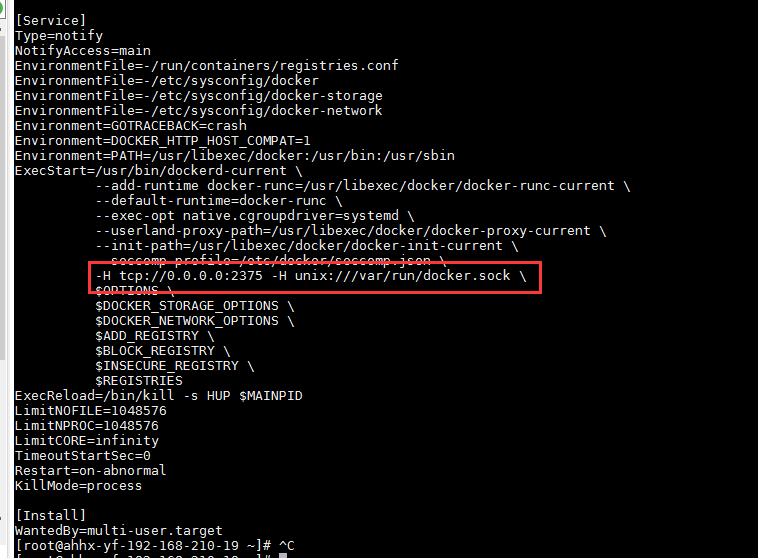 [Service]
Type=notify
NotifyAccess=main
EnvironmentFile=-/run/containers/registries.conf
EnvironmentFile=-/etc/sysconfig/docker
EnvironmentFile=-/etc/sysconfig/docker-storage
EnvironmentFile=-/etc/sysconfig/docker-network
Environment=GOTRACEBACK=crash
Environment=DOCKER_HTTP_HOST_COMPAT=1
Environment=PATH=/usr/libexec/docker:/usr/bin:/usr/sbin
ExecStart=/usr/bin/dockerd-current \
--add-runtime docker-runc=/usr/libexec/docker/docker-runc-current \
--default-runtime=docker-runc \
--exec-opt native.cgroupdriver=systemd \
--userland-proxy-path=/usr/libexec/docker/docker-proxy-current \
--init-path=/usr/libexec/docker/docker-init-current \
--seccomp-profile=/etc/docker/seccomp.json \
-H tcp://0.0.0.0:2375 -H unix:///var/run/docker.sock \
$OPTIONS \
$DOCKER_STORAGE_OPTIONS \
$DOCKER_NETWORK_OPTIONS \
$ADD_REGISTRY \
$BLOCK_REGISTRY \
$INSECURE_REGISTRY \
$REGISTRIES
ExecReload=/bin/kill -s HUP $MAINPID
LimitNOFILE=1048576
LimitNPROC=1048576
LimitCORE=infinity
TimeoutStartSec=0
Restart=on-abnormal
KillMode=process
[Install]
WantedBy=multi-user.target
[root@ahhx-yf-192-168-210-19 ~]# ^C
[root@ahhx-yf-192-168-210-19 ~]#